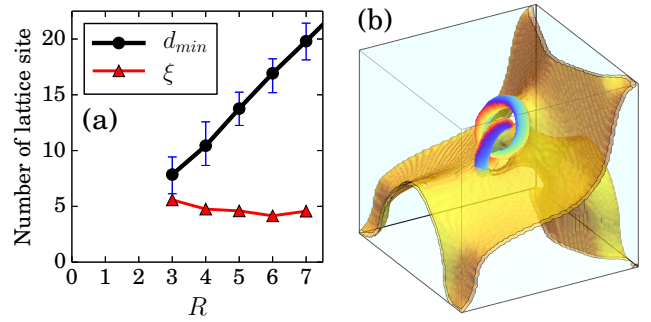 (a)
(b)
d_min
ξ
Number of lattice site
20
15
10
5
0
0 1 2 3 4 5 6 7
R